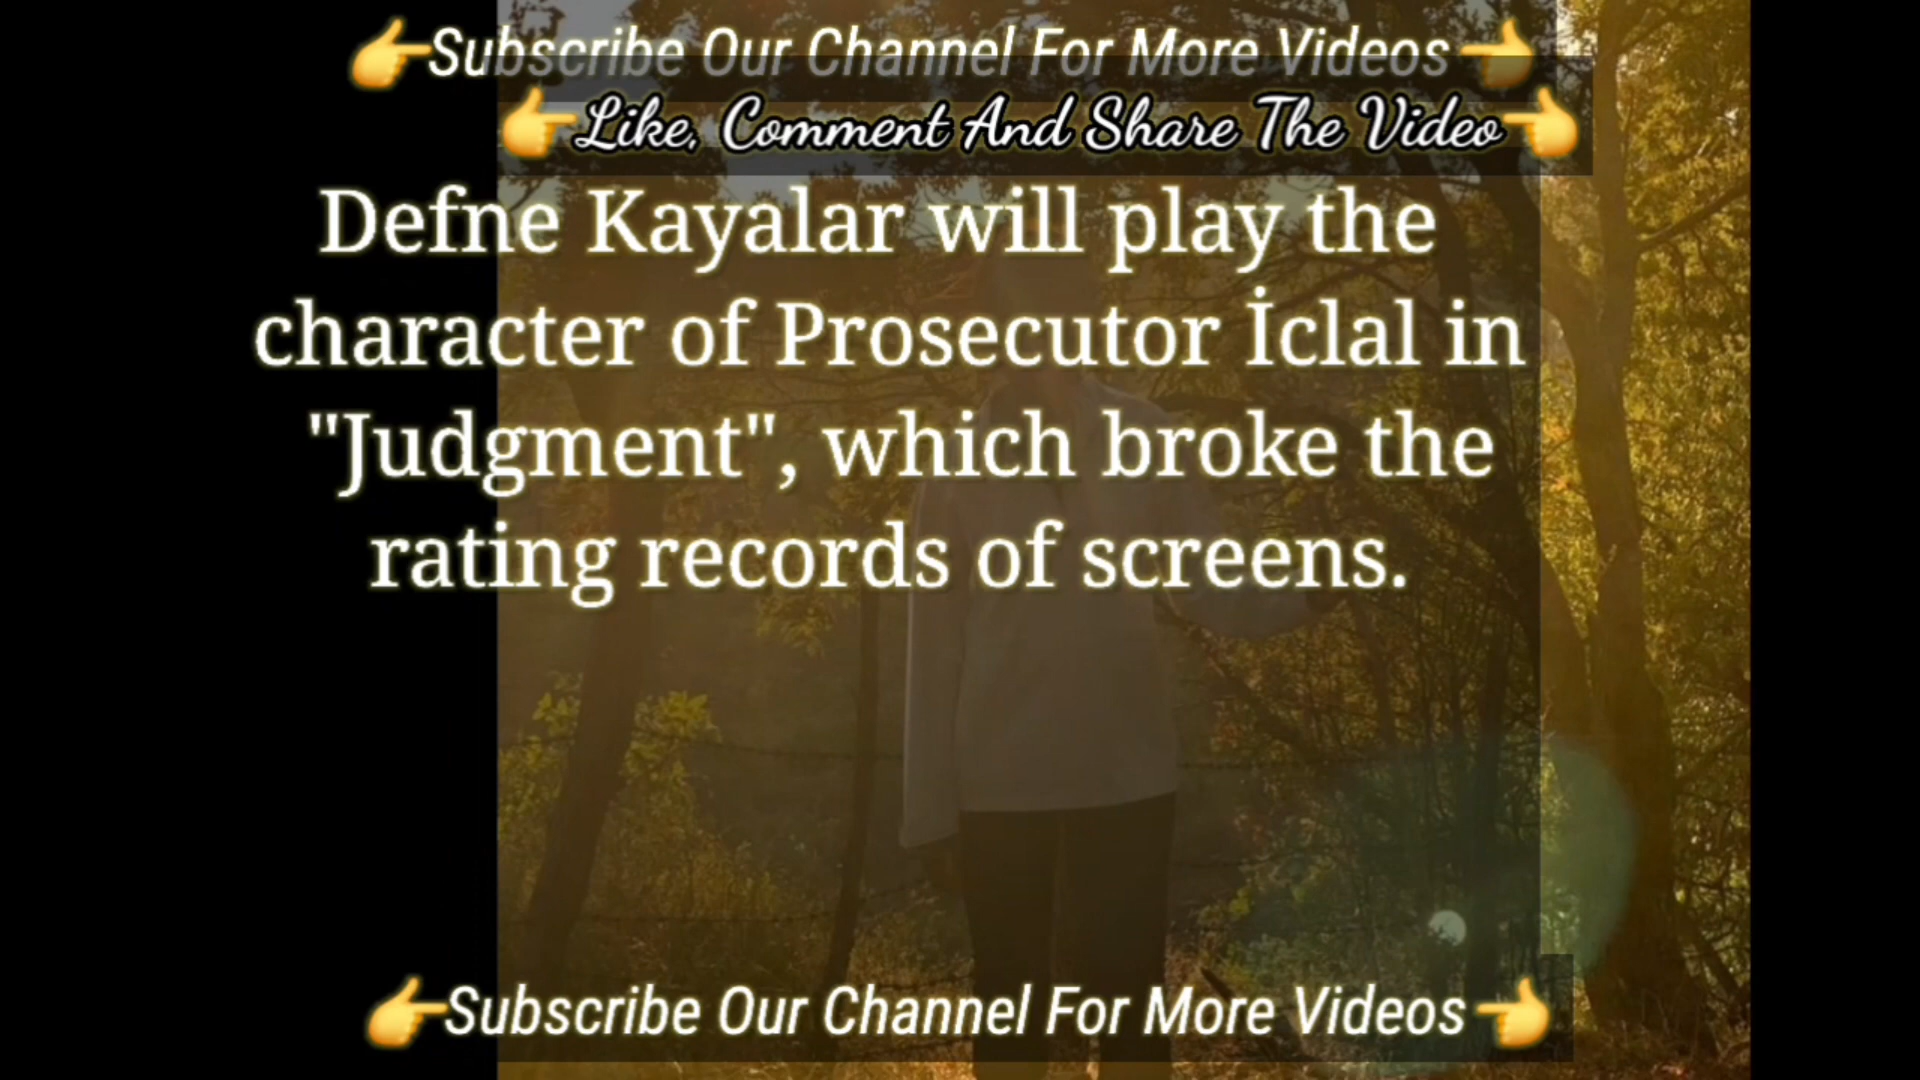 👉Subscribe Our Channel For More Videos👈
👉Like, Comment And Share The Video👈
Defne Kayalar will play the
character of Prosecutor İclal in
"Judgment", which broke the
rating records of screens.
👉Subscribe Our Channel For More Videos👈